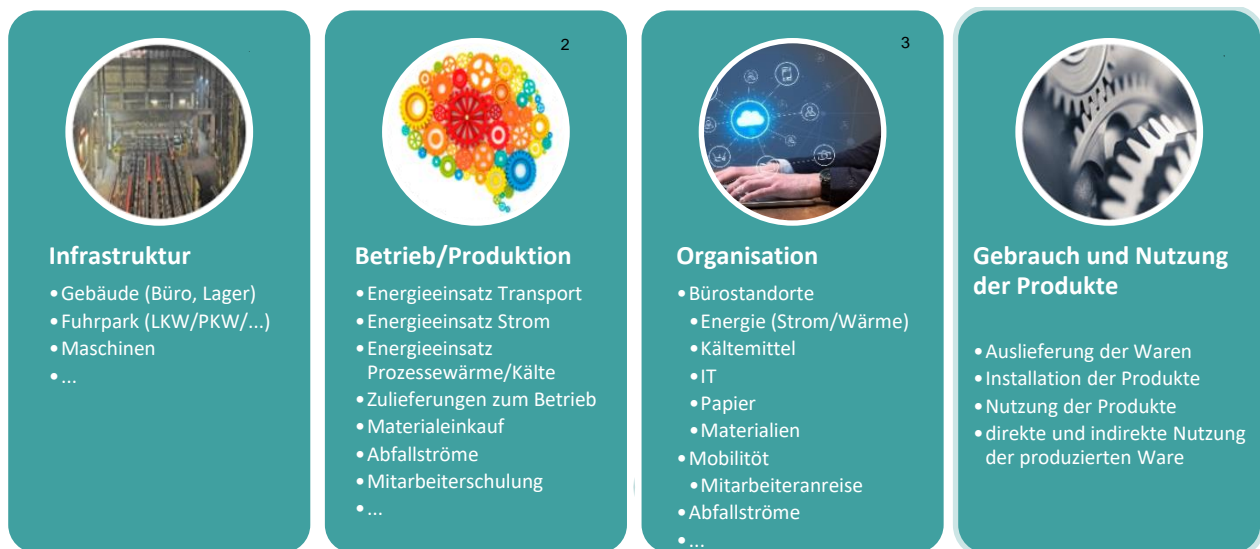 Infrastruktur
•Gebäude (Büro, Lager)
•Fuhrpark (LKW/PKW/...)
•Maschinen
•...
2
Betrieb/Produktion
•Energieeinsatz Transport
•Energieeinsatz Strom
•Energieeinsatz
Prozessewärme/Kälte
•Zulieferungen zum Betrieb
•Materialeinkauf
•Abfallströme
•Mitarbeiterschulung
•...
3
Organisation
•Bürostandorte
•Energie (Strom/Wärme)
•Kältemittel
•IT
•Papier
•Materialien
•Mobilitöt
•Mitarbeiteranreise
•Abfallströme
•...
Gebrauch und Nutzung
der Produkte
•Auslieferung der Waren
•Installation der Produkte
•Nutzung der Produkte
•direkte und indirekte Nutzung
der produzierten Ware